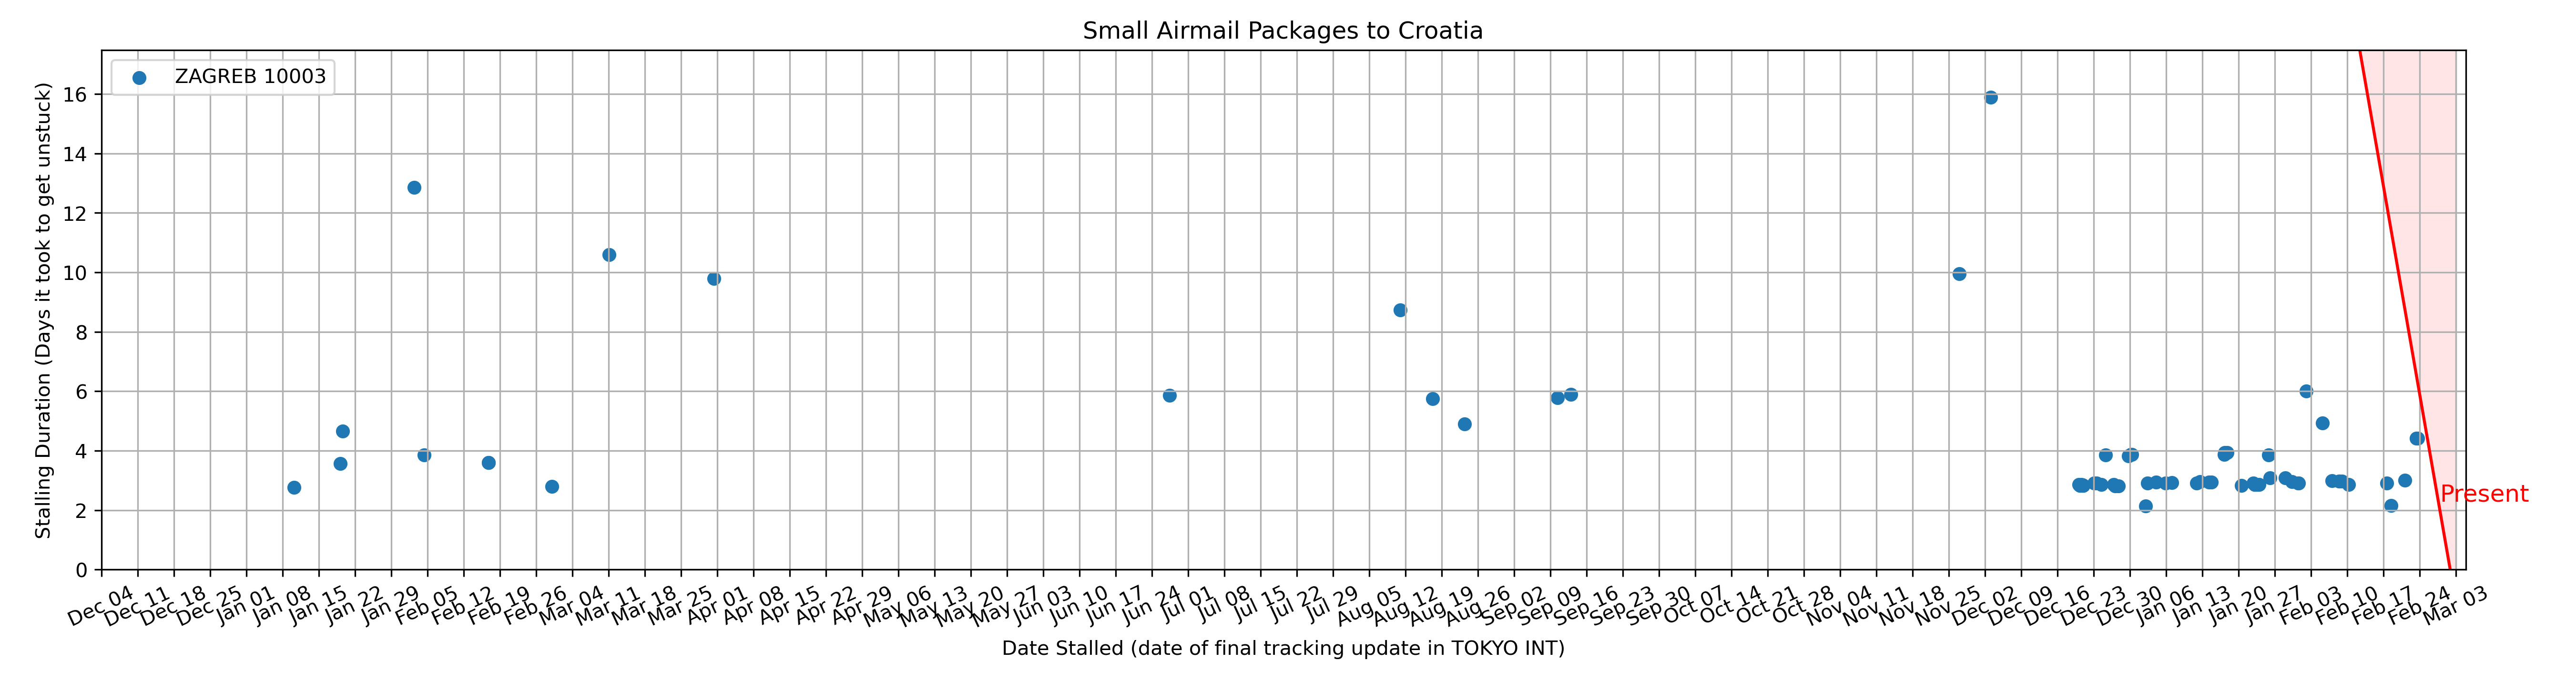 Small Airmail Packages to Croatia
ZAGREB 10003
Stalling Duration (Days it took to get unstuck)
16
14
12
10
8
6
4
2
0
Present
Dec 04
Dec 11
Dec 18
Dec 25
Jan 01
Jan 08
Jan 15
Jan 22
Jan 29
Feb 05
Feb 12
Feb 19
Feb 26
Mar 04
Mar 11
Mar 18
Mar 25
Apr 01
Apr 08
Apr 15
Apr 22
Apr 29
May 06
May 13
May 20
May 27
Jun 03
Jun 10
Jun 17
Jun 24
Jul 01
Jul 08
Jul 15
Jul 22
Jul 29
Aug 05
Aug 12
Aug 19
Aug 26
Sep 02
Sep 09
Sep 16
Sep 23
Sep 30
Oct 07
Oct 14
Oct 21
Oct 28
Nov 04
Nov 11
Nov 18
Nov 25
Dec 02
Dec 09
Dec 16
Dec 23
Dec 30
Jan 06
Jan 13
Jan 20
Jan 27
Feb 03
Feb 10
Feb 17
Feb 24
Mar 03
Date Stalled (date of final tracking update in TOKYO INT)